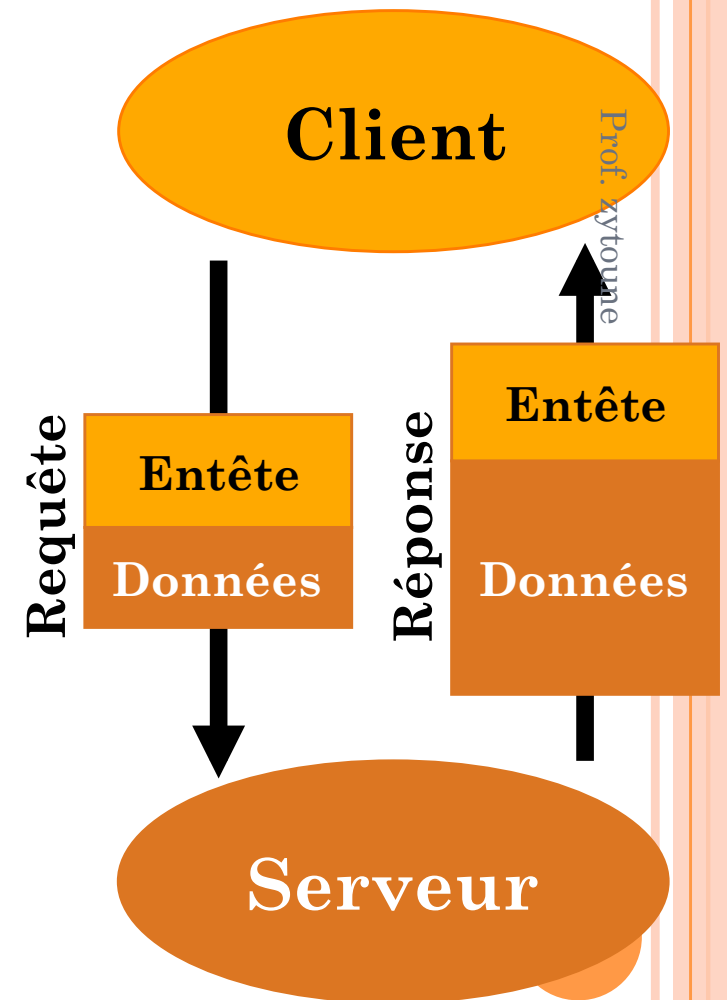 Client
Prof. zytoune
Requête
Entête
Données
Réponse
Entête
Données
Serveur